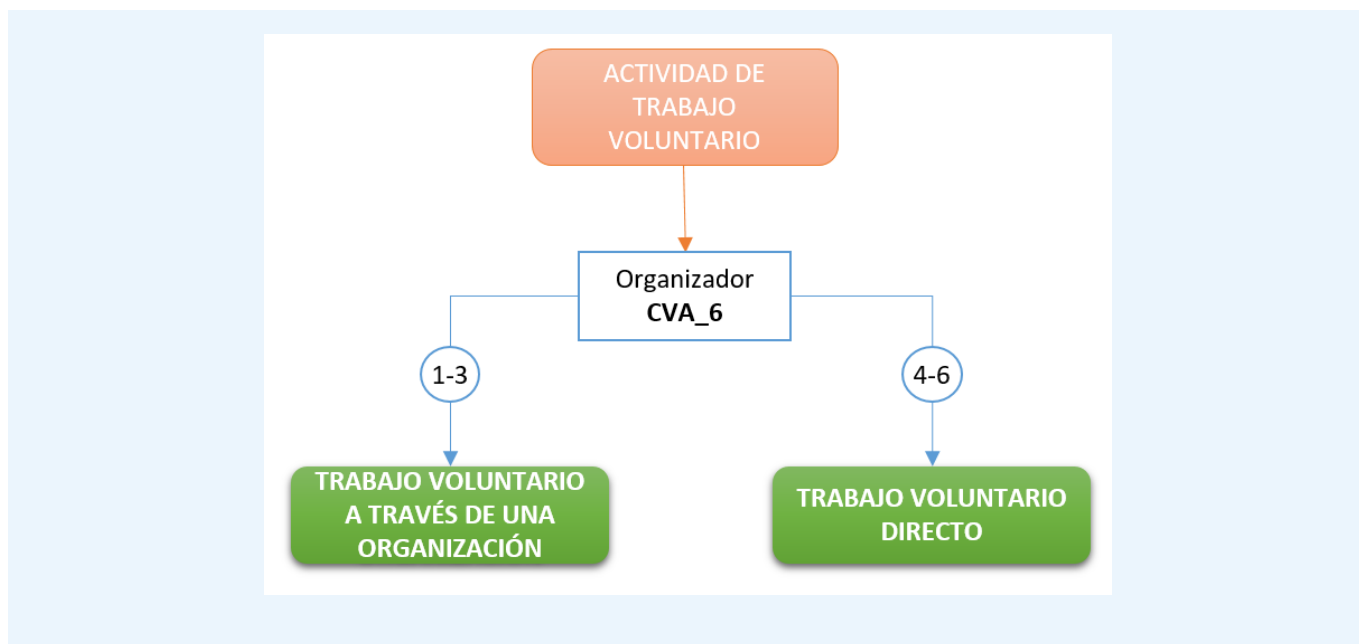 ACTIVIDAD DE
TRABAJO
VOLUNTARIO
Organizador
CVA_6
1-3
4-6
TRABAJO VOLUNTARIO
A TRAVÉS DE UNA
ORGANIZACIÓN
TRABAJO VOLUNTARIO
DIRECTO